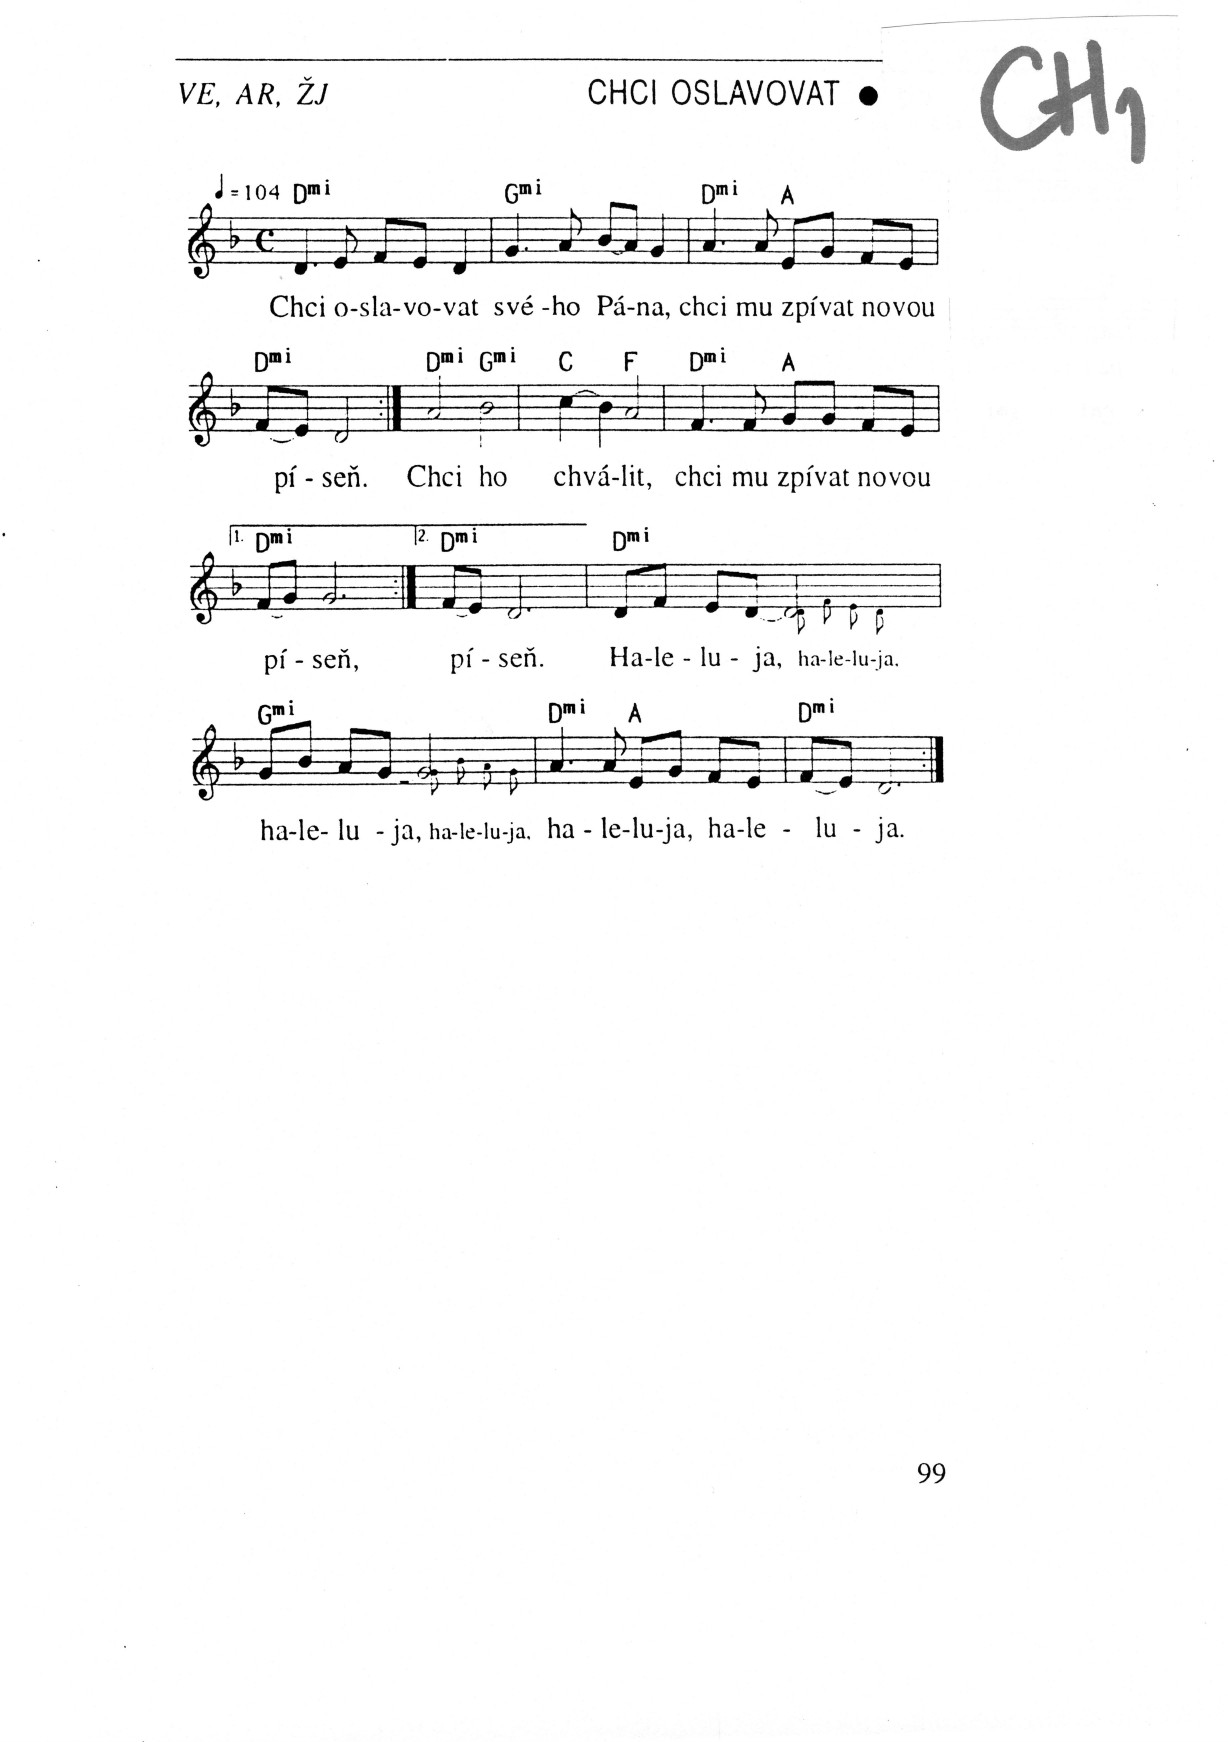 VE, AR, ŽJ CHCI OSLAVOVAT ● CH1
♩=104 Dmi Gmi Dmi A
Chci o-sla-vo-vat své-ho Pá-na, chci mu zpívat novou
Dmi Dmi Gmi C F Dmi A
pí - seň. Chci ho chvá-lit, chci mu zpívat novou
1. Dmi 2. Dmi Dmi
pí - seň, pí - seň. Ha-le - lu - ja, ha-le-lu-ja.
Gmi Dmi A Dmi
ha-le- lu - ja, ha-le-lu-ja. ha - le-lu-ja, ha-le - lu - ja.
99